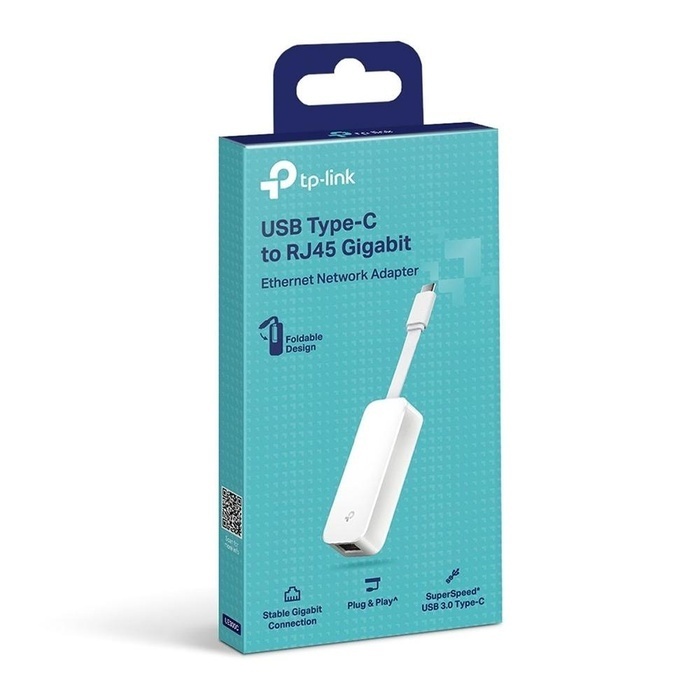 tp-link
USB Type-C
to RJ45 Gigabit
Ethernet Network Adapter
Foldable
Design
Stable Gigabit
Connection
Plug & Play^
SuperSpeed*
USB 3.0 Type-C